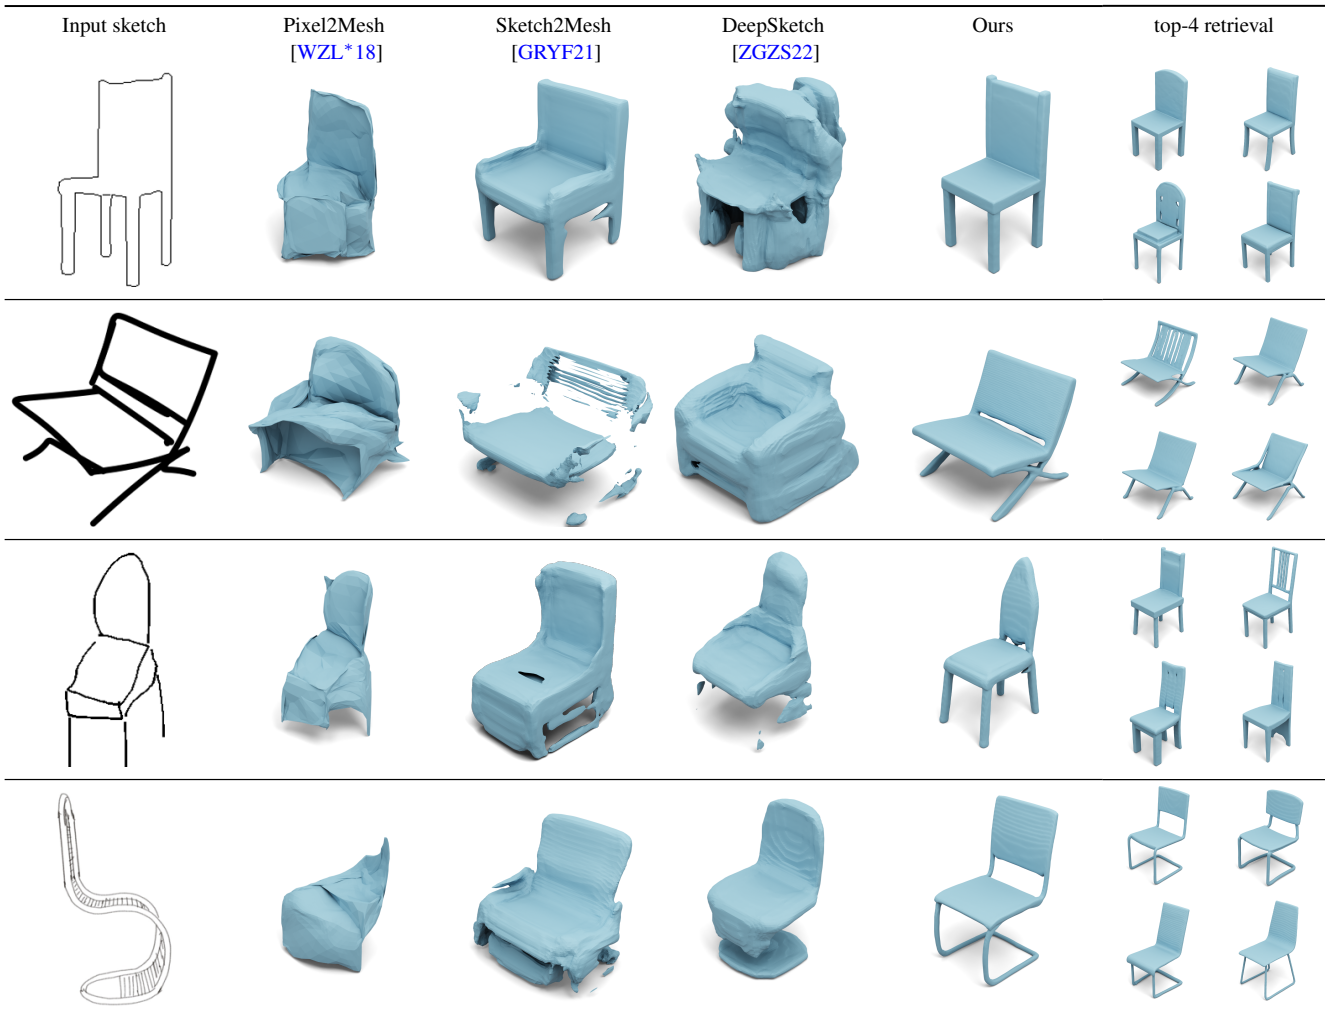 Input sketch
Pixel2Mesh
[WZL*18]
Sketch2Mesh
[GRYF21]
DeepSketch
[ZGZS22]
Ours
top-4 retrieval